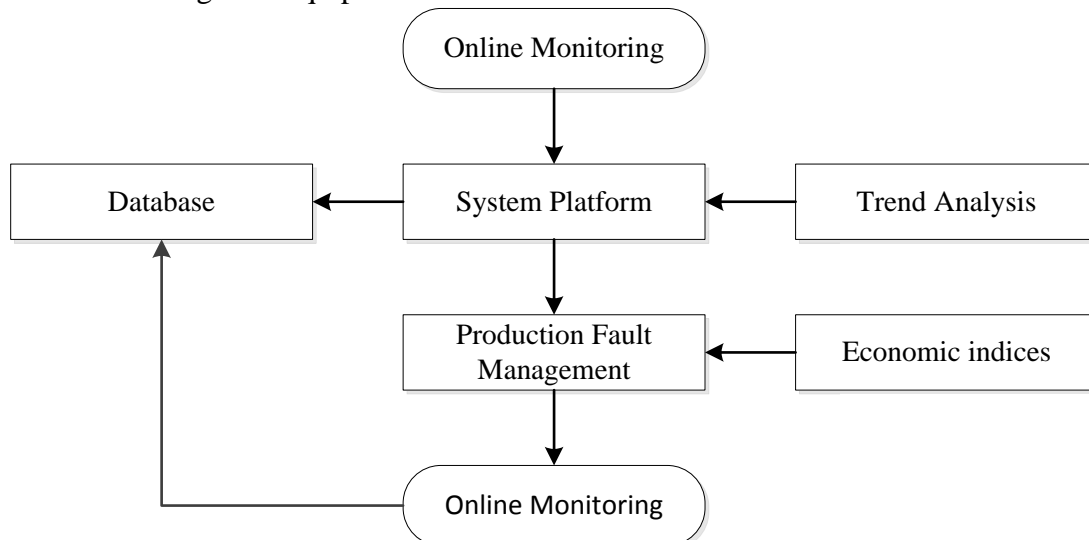 Online Monitoring
Database
System Platform
Trend Analysis
Production Fault
Management
Economic indices
Online Monitoring